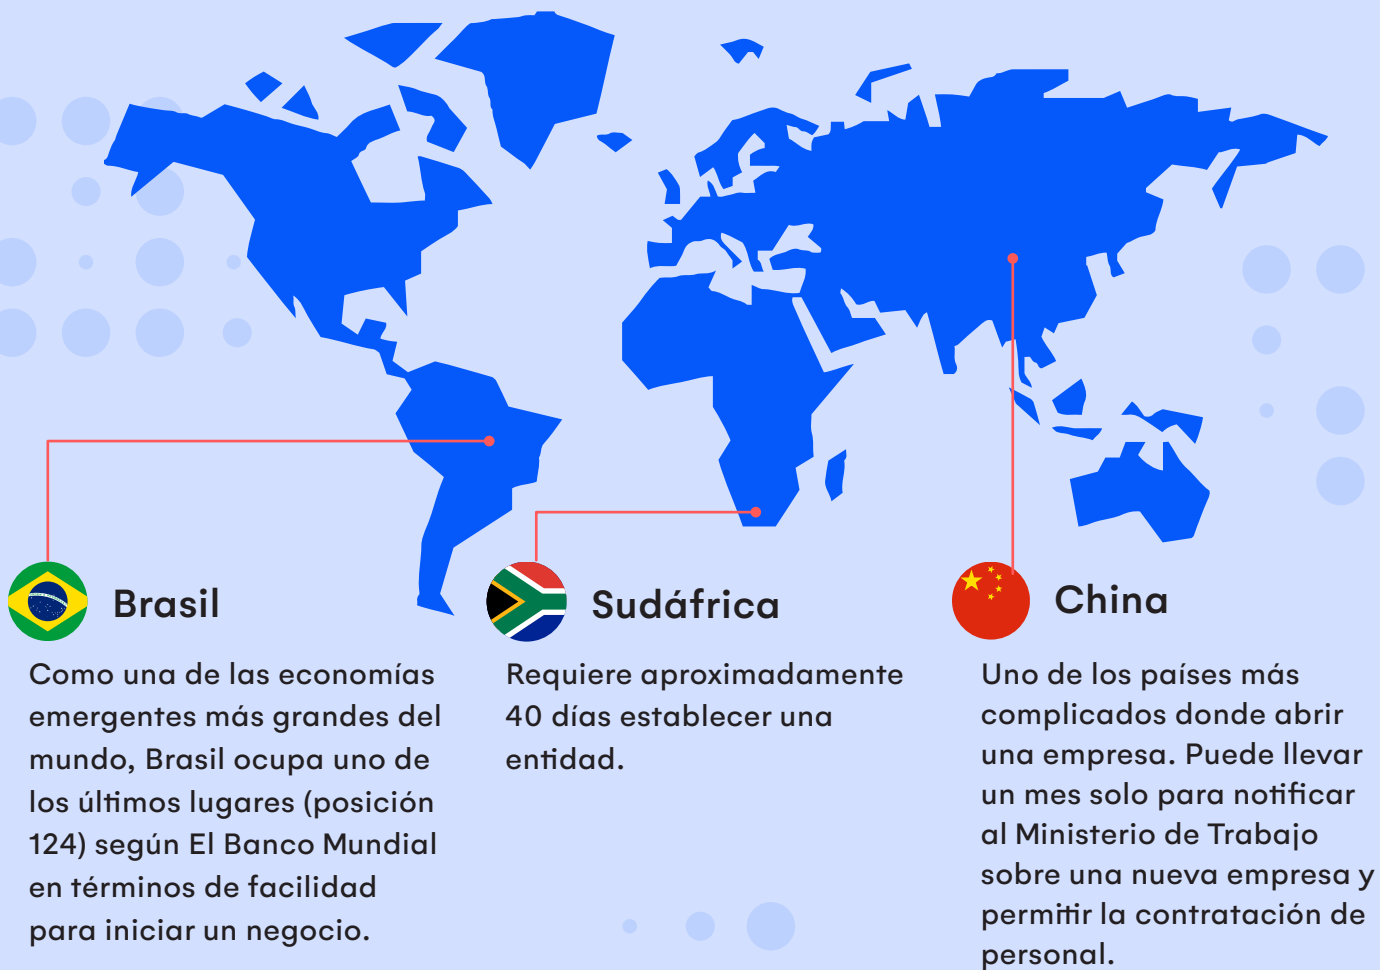 Brasil
Como una de las economías
emergentes más grandes del
mundo, Brasil ocupa uno de
los últimos lugares (posición
124) según El Banco Mundial
en términos de facilidad
para iniciar un negocio.
Sudáfrica
Requiere aproximadamente
40 días establecer una
entidad.
China
Uno de los países más
complicados donde abrir
una empresa. Puede llevar
un mes solo para notificar
al Ministerio de Trabajo
sobre una nueva empresa y
permitir la contratación de
personal.